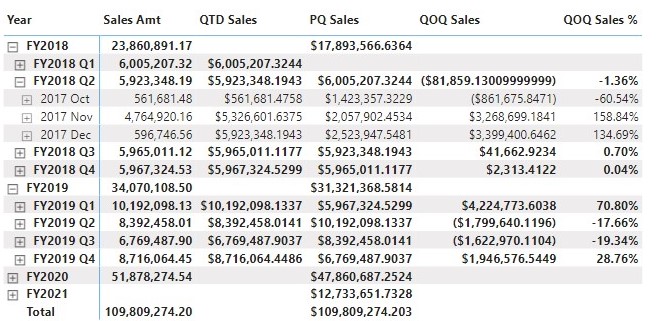 Year Sales Amt QTD Sales PQ Sales QOQ Sales QOQ Sales %
FY2018 23,860,891.17 $17,893,566.6364
FY2018 Q1 6,005,207.32 $6,005,207.3244
FY2018 Q2 5,923,348.19 $5,923,348.1943 $6,005,207.3244 ($81,859.13009999999) -1.36%
2017 Oct 561,681.48 $561,681.4758 $1,423,357.3229 ($861,675.8471) -60.54%
2017 Nov 4,764,920.16 $5,326,601.6375 $2,057,902.4534 $3,268,699.1841 158.84%
2017 Dec 596,746.56 $5,923,348.1943 $2,523,947.5481 $3,399,400.6462 134.69%
FY2018 Q3 5,965,011.12 $5,965,011.1177 $5,923,348.1943 $41,662.9234 0.70%
FY2018 Q4 5,967,324.53 $5,967,324.5299 $5,965,011.1177 $2,313.4122 0.04%
FY2019 34,070,108.50 $31,321,368.5814
FY2019 Q1 10,192,098.13 $10,192,098.1337 $5,967,324.5299 $4,224,773.6038 70.80%
FY2019 Q2 8,392,458.01 $8,392,458.0141 $10,192,098.1337 ($1,799,640.1196) -17.66%
FY2019 Q3 6,769,487.90 $6,769,487.9037 $8,392,458.0141 ($1,622,970.1104) -19.34%
FY2019 Q4 8,716,064.45 $8,716,064.4486 $6,769,487.9037 $1,946,576.5449 28.76%
FY2020 51,878,274.54 $47,860,687.2524
FY2021 $12,733,651.7328
Total 109,809,274.20 $109,809,274.203